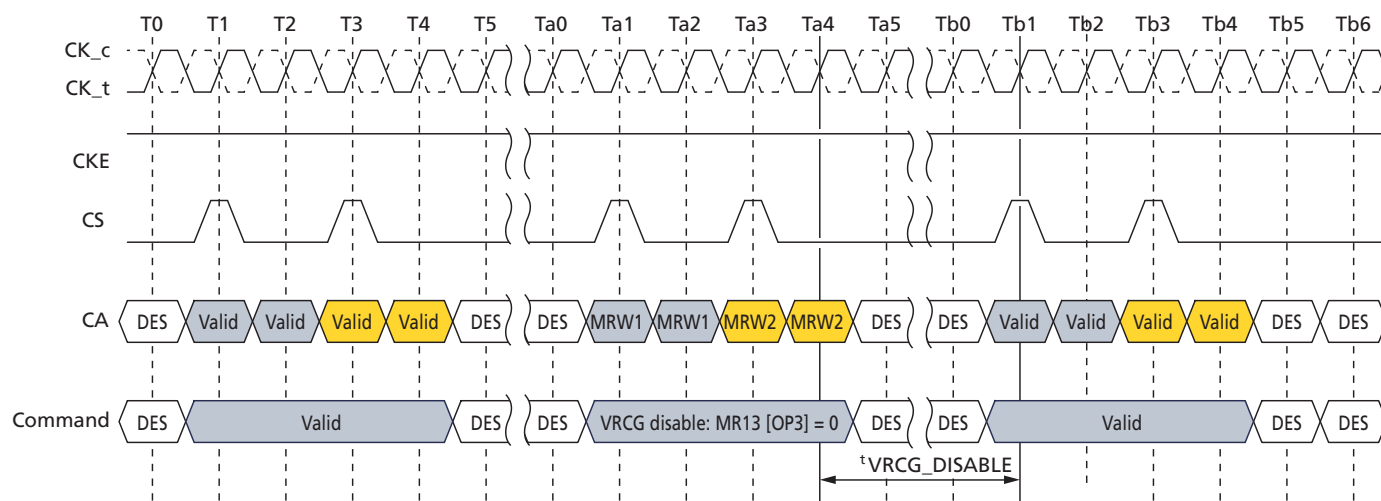 T0 T1 T2 T3 T4 T5 Ta0 Ta1 Ta2 Ta3 Ta4 Ta5 Tb0 Tb1 Tb2 Tb3 Tb4 Tb5 Tb6
CK_c
CK_t
CKE
CS
CA DES Valid Valid Valid Valid DES DES MRW1 MRW1 MRW2 MRW2 DES DES Valid Valid Valid Valid DES DES
Command DES Valid DES DES VRCG disable: MR13 [OP3] = 0 DES DES Valid DES DES
tVRCG_DISABLE